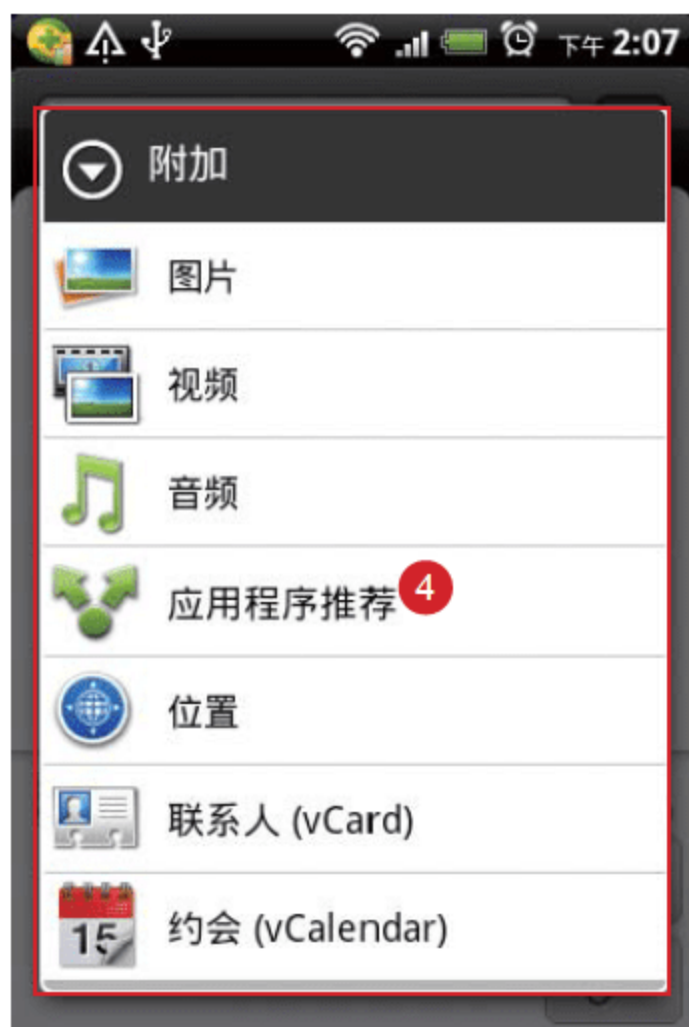 下午 2:07
附加
图片
视频
音频
应用程序推荐 4
位置
联系人 (vCard)
15 约会 (vCalendar)